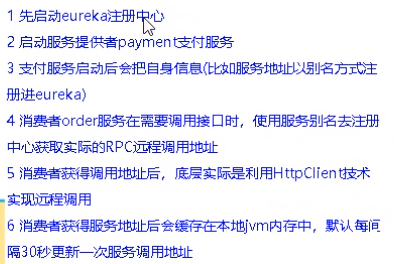 1 先启动eureka注册中心
2 启动服务提供者payment支付服务
3 支付服务启动后会把自身信息(比如服务地址以别名方式注
册进eureka)
4 消费者order服务在需要调用接口时，使用服务别名去注册
中心获取实际的RPC远程调用地址
5 消费者获得调用地址后，底层实际是利用HttpClient技术
实现远程调用
6 消费者获得服务地址后会缓存在本地jvm内存中，默认每间
隔30秒更新一次服务调用地址